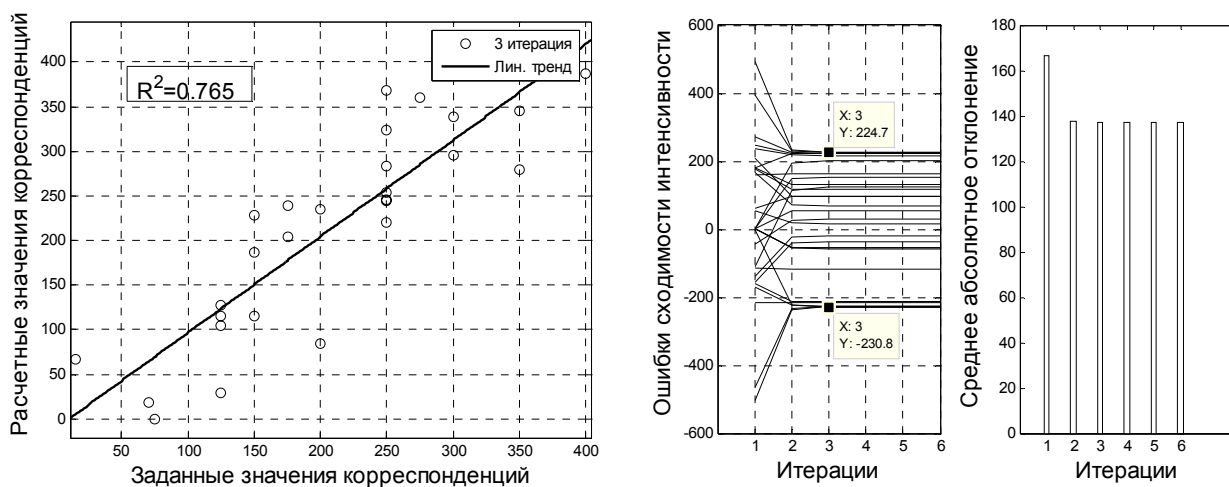 Расчетные значения корреспонденций
400
350
300
250
200
150
100
50
0
R²=0.765
3 итерация
Лин. тренд
50 100 150 200 250 300 350 400
Заданные значения корреспонденций
Ошибки сходимости интенсивности
600
400
200
0
-200
-400
-600
X: 3
Y: 224.7
X: 3
Y: -230.8
1 2 3 4 5 6
Итерации
Среднее абсолютное отклонение
180
160
140
120
100
80
60
40
20
0
1 2 3 4 5 6
Итерации